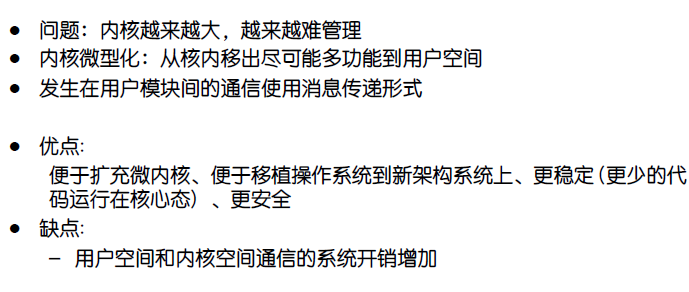 ● 问题：内核越来越大，越来越难管理
● 内核微型化：从核内移出尽可能多功能到用户空间
● 发生在用户模块间的通信使用消息传递形式
● 优点:
便于扩充微内核、便于移植操作系统到新架构系统上、更稳定(更少的代
码运行在核心态) 、更安全
● 缺点:
– 用户空间和内核空间通信的系统开销增加